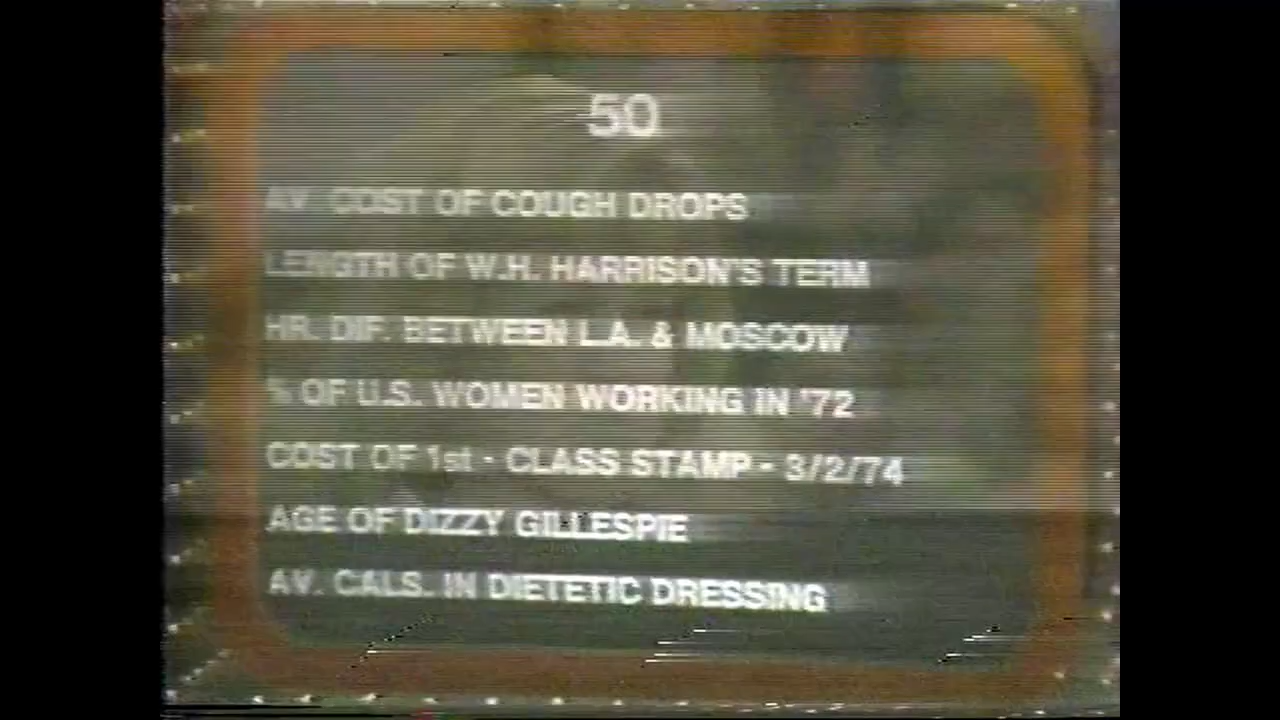 50
AV. COST OF COUGH DROPS
LENGTH OF W.H. HARRISON'S TERM
HR. DIF. BETWEEN L.A. & MOSCOW
% OF U.S. WOMEN WORKING IN '72
COST OF 1st - CLASS STAMP - 3/2/74
AGE OF DIZZY GILLESPIE
AV. CALS. IN DIETETIC DRESSING